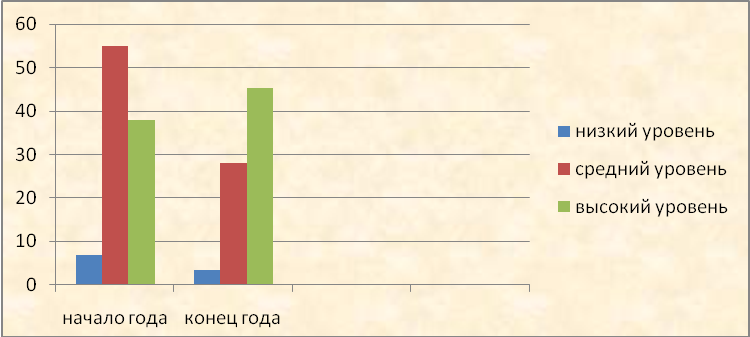 60
50
40
30
20
10
0
начало года
конец года
низкий уровень
средний уровень
высокий уровень